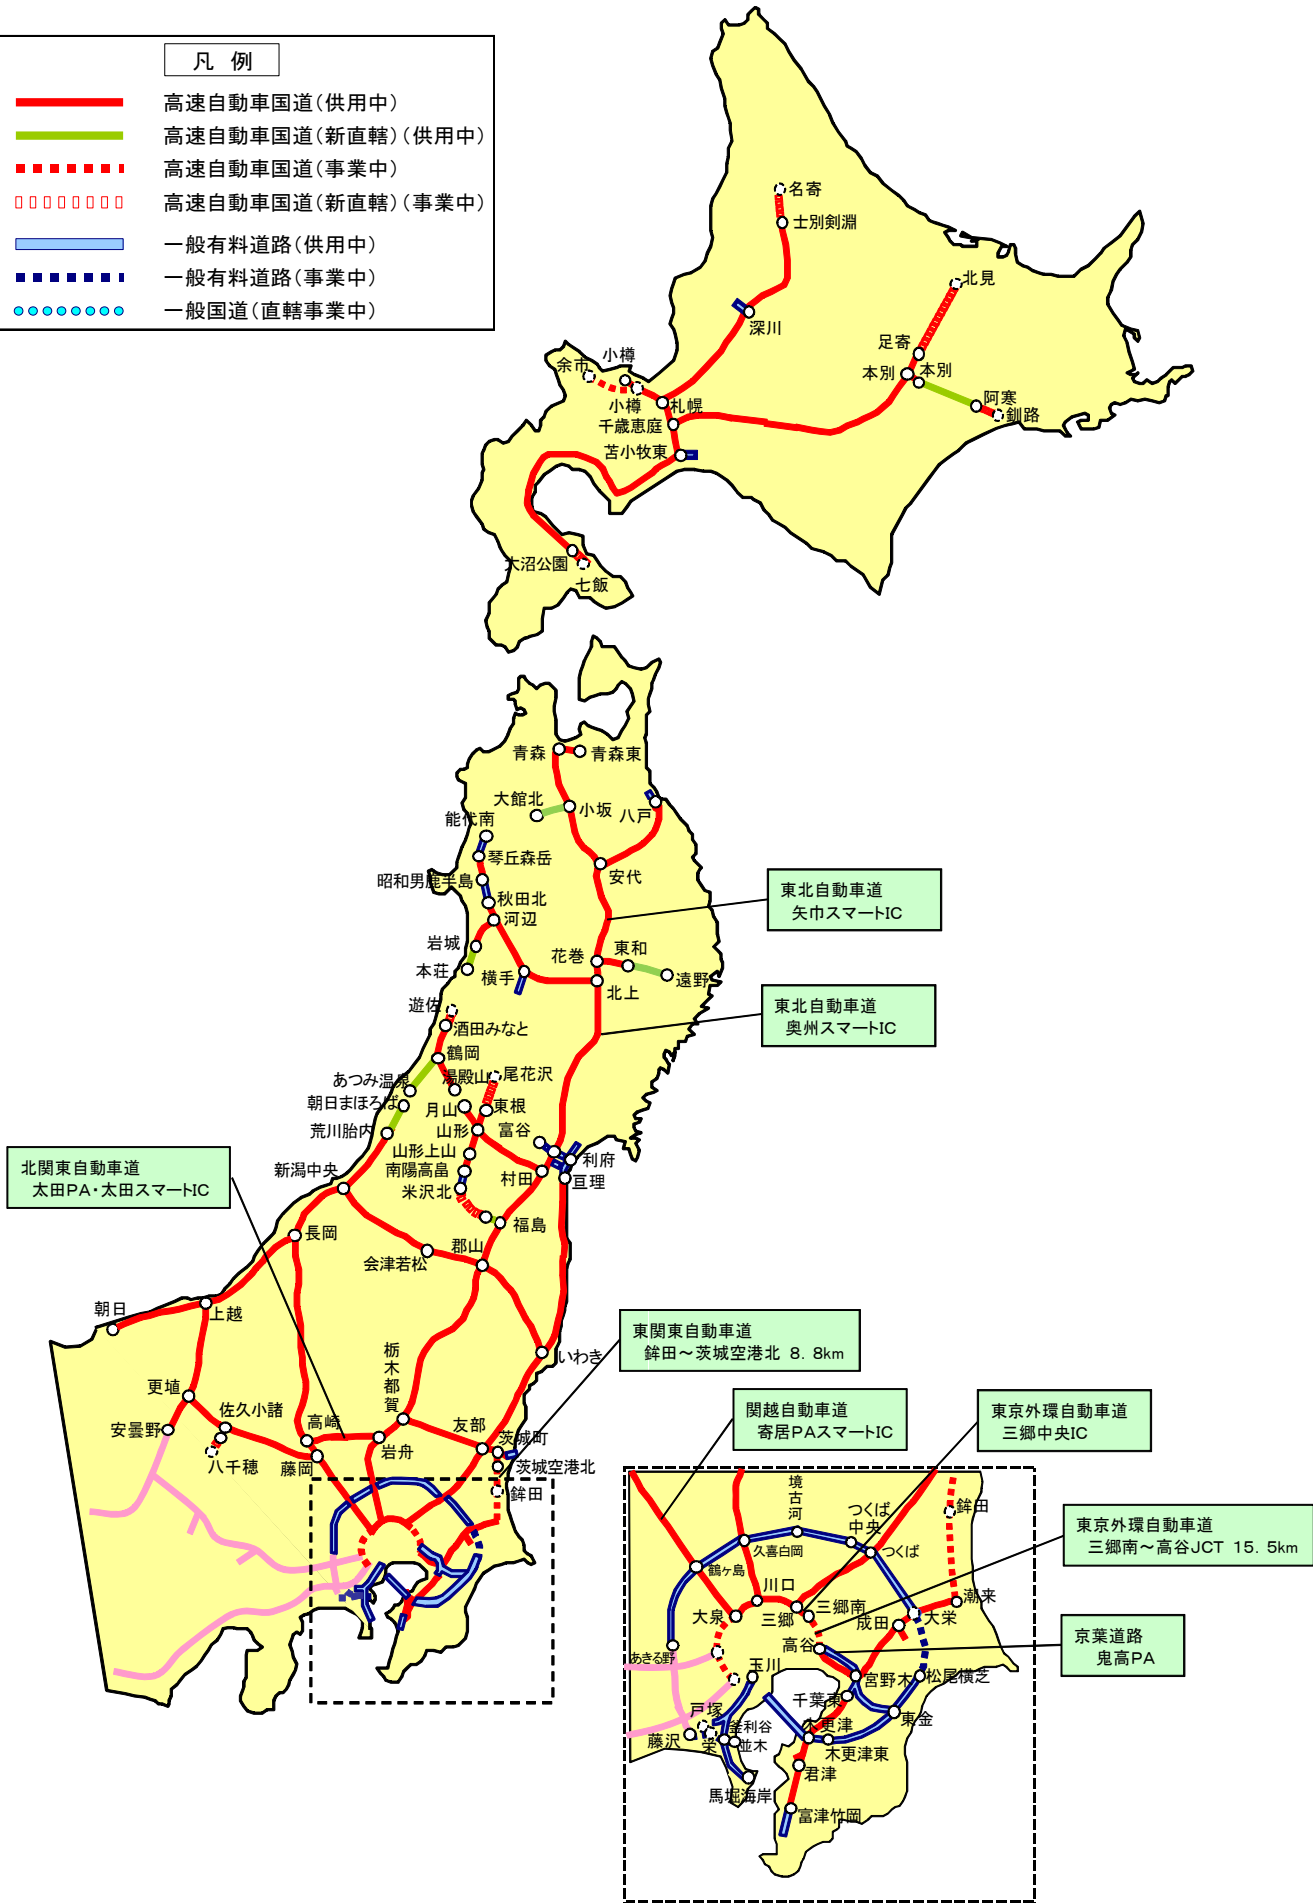 凡 例
高速自動車国道(供用中)
高速自動車国道(新直轄)(供用中)
高速自動車国道(事業中)
高速自動車国道(新直轄)(事業中)
一般有料道路(供用中)
一般有料道路(事業中)
一般国道(直轄事業中)
名寄
士別剣淵
北見
深川
足寄
小樽
余市
本別
本別
阿寒
釧路
小樽
札幌
千歳恵庭
苫小牧東
大沼公園
七飯
青森
青森東
大館北
小坂
八戸
能代南
琴丘森岳
安代
昭和男鹿半島
秋田北
河辺
東北自動車道
矢巾スマートIC
岩城
本荘
横手
花巻
東和
遠野
北上
遊佐
酒田みなと
東北自動車道
奥州スマートIC
鶴岡
湯殿山
尾花沢
あつみ温泉
朝日まほろば
月山
東根
荒川胎内
山形
富谷
山形上山
利府
南陽高畠
村田
亘理
米沢北
北関東自動車道
太田PA・太田スマートIC
新潟中央
長岡
福島
郡山
会津若松
朝日
上越
いわき
東関東自動車道
鉾田～茨城空港北 8.8km
栃木都賀
更埴
佐久小諸
高崎
安曇野
友部
茨城町
八千穂
藤岡
岩舟
茨城空港北
鉾田
関越自動車道
寄居PAスマートIC
東京外環自動車道
三郷中央IC
東京外環自動車道
三郷南～高谷JCT 15.5km
京葉道路
鬼高PA
境古河
つくば中央
鉾田
久喜白岡
つくば
鶴ヶ島
川口
大泉
三郷
三郷南
潮来
大栄
成田
高谷
あきる野
玉川
宮野木
松尾横芝
千葉東
戸塚
釜利谷
木更津
東金
藤沢
栄
並木
木更津東
君津
馬堀海岸
富津竹岡